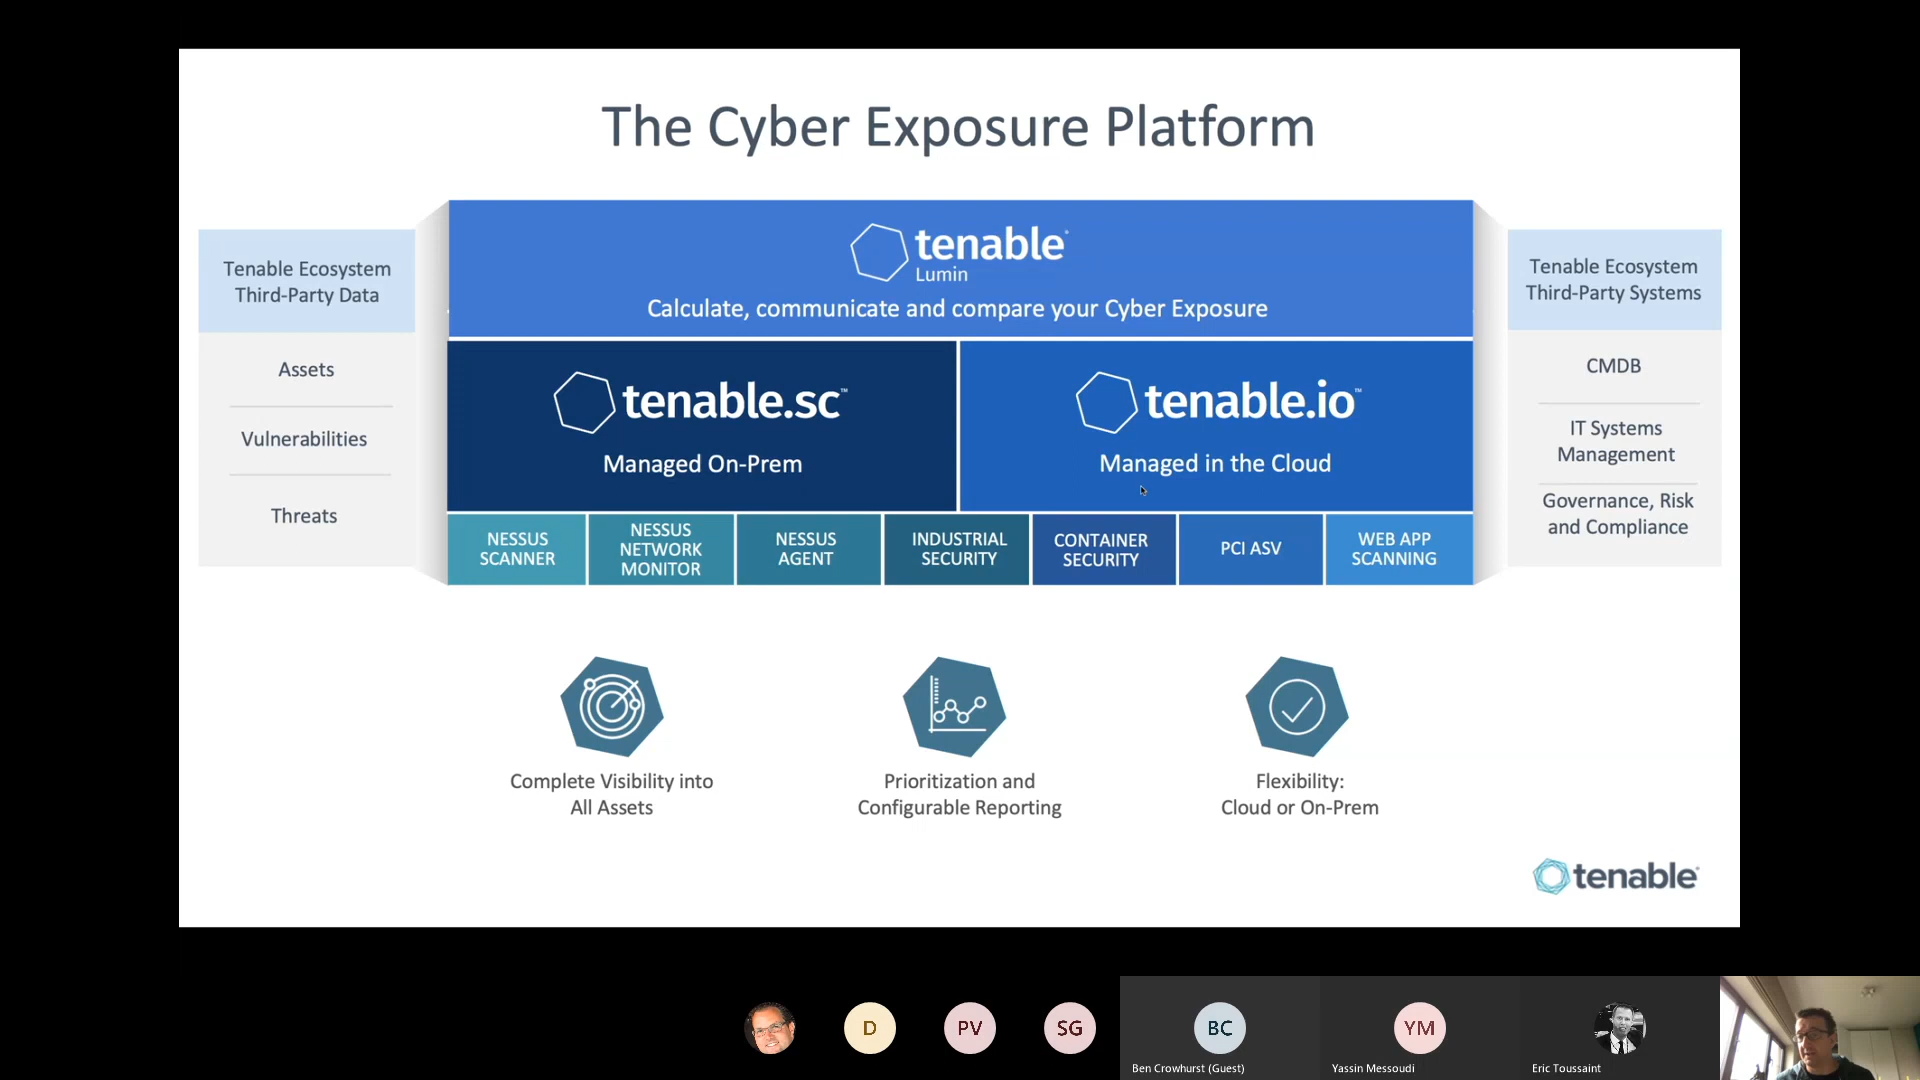 The Cyber Exposure Platform
Tenable Ecosystem
Third-Party Data
Assets
Vulnerabilities
Threats
tenable®
Lumin
Calculate, communicate and compare your Cyber Exposure
tenable.sc™
Managed On-Prem
tenable.io™
Managed in the Cloud
NESSUS
SCANNER
NESSUS
NETWORK
MONITOR
NESSUS
AGENT
INDUSTRIAL
SECURITY
CONTAINER
SECURITY
PCI ASV
WEB APP
SCANNING
Tenable Ecosystem
Third-Party Systems
CMDB
IT Systems
Management
Governance, Risk
and Compliance
Complete Visibility into
All Assets
Prioritization and
Configurable Reporting
Flexibility:
Cloud or On-Prem
tenable®
D
PV
SG
BC
Ben Crowhurst (Guest)
YM
Yassin Messoudi
Eric Toussaint